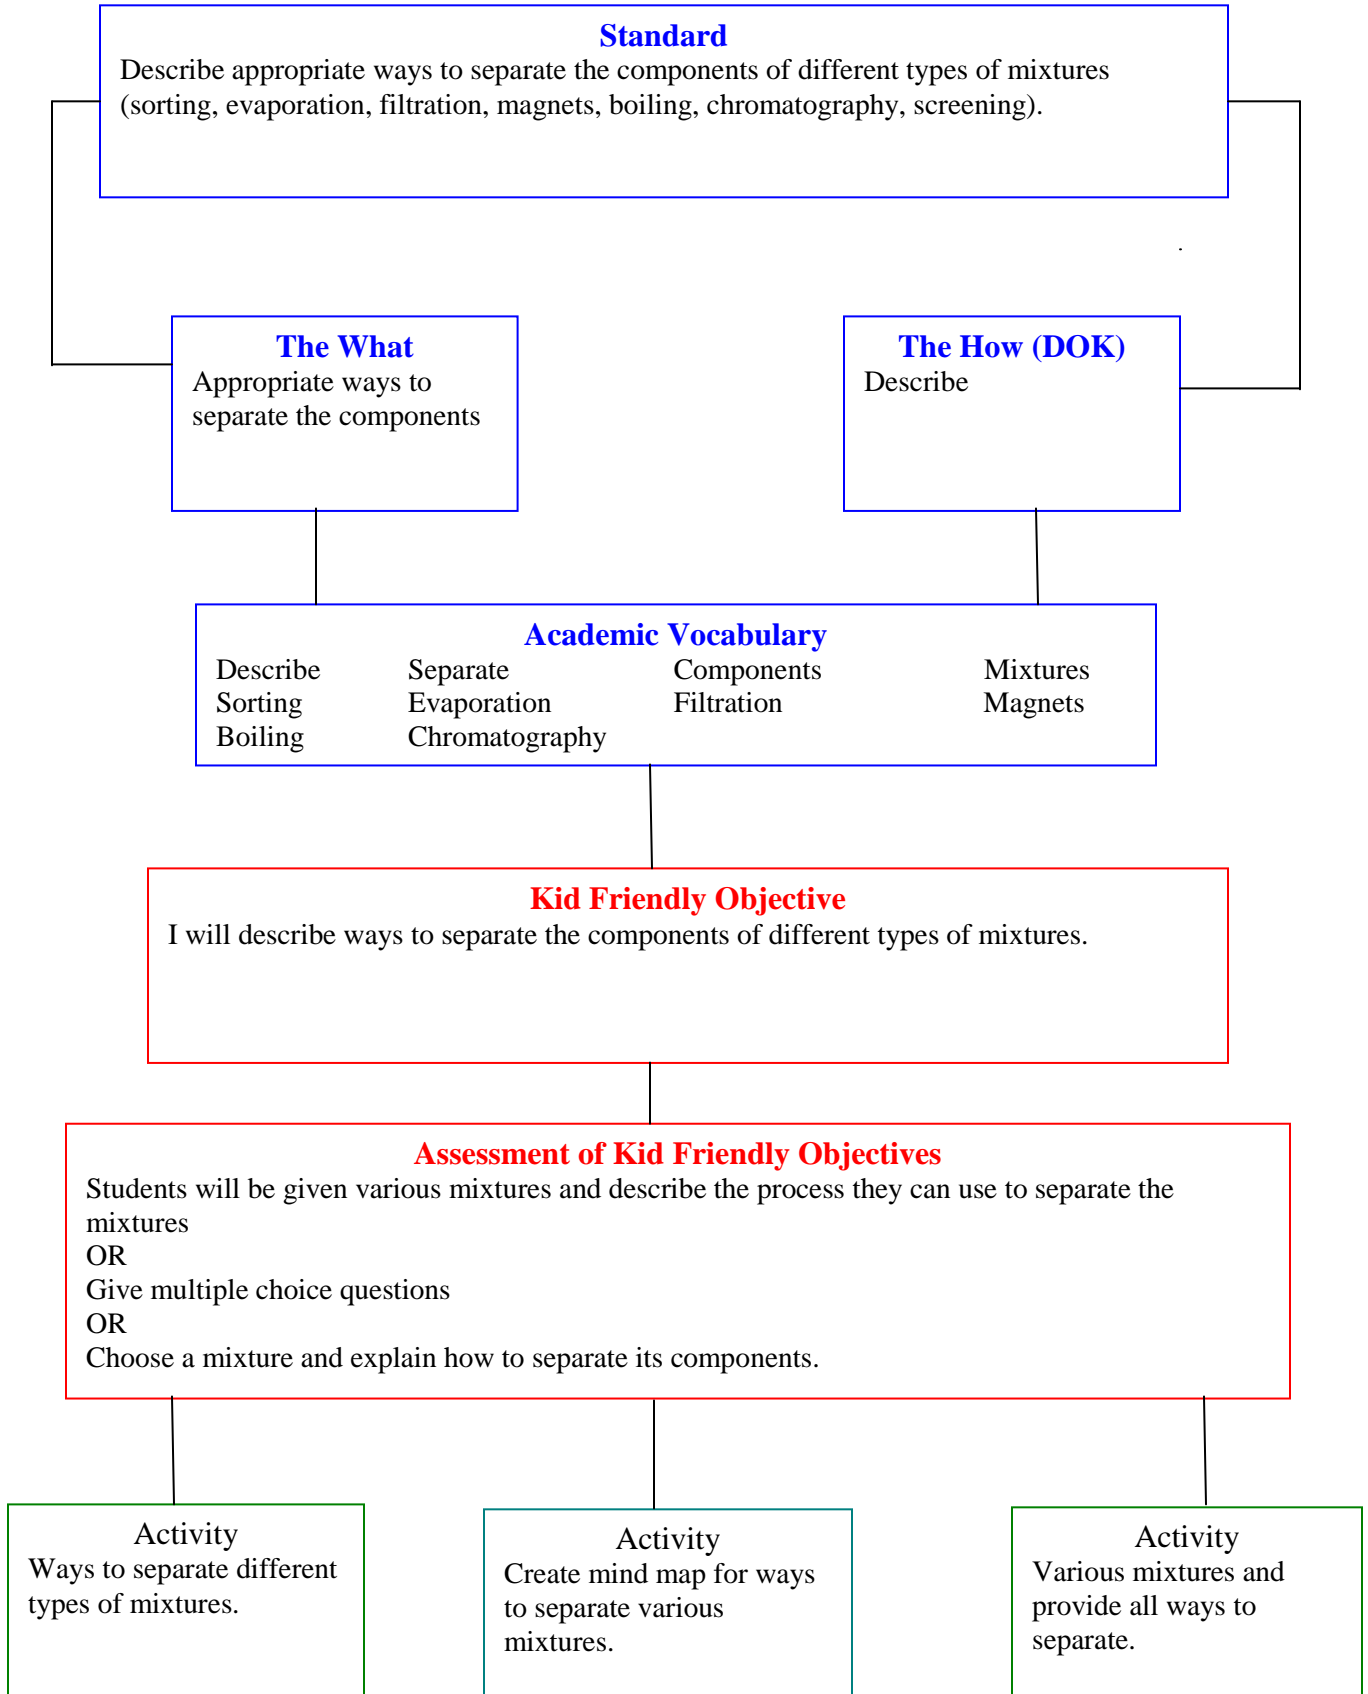 Standard
Describe appropriate ways to separate the components of different types of mixtures
(sorting, evaporation, filtration, magnets, boiling, chromatography, screening).
.
The What
Appropriate ways to
separate the components
The How (DOK)
Describe
Academic Vocabulary
Describe Separate Components Mixtures
Sorting Evaporation Filtration Magnets
Boiling Chromatography
Kid Friendly Objective
I will describe ways to separate the components of different types of mixtures.
Assessment of Kid Friendly Objectives
Students will be given various mixtures and describe the process they can use to separate the
mixtures
OR
Give multiple choice questions
OR
Choose a mixture and explain how to separate its components.
Activity
Ways to separate different
types of mixtures.
Activity
Create mind map for ways
to separate various
mixtures.
Activity
Various mixtures and
provide all ways to
separate.